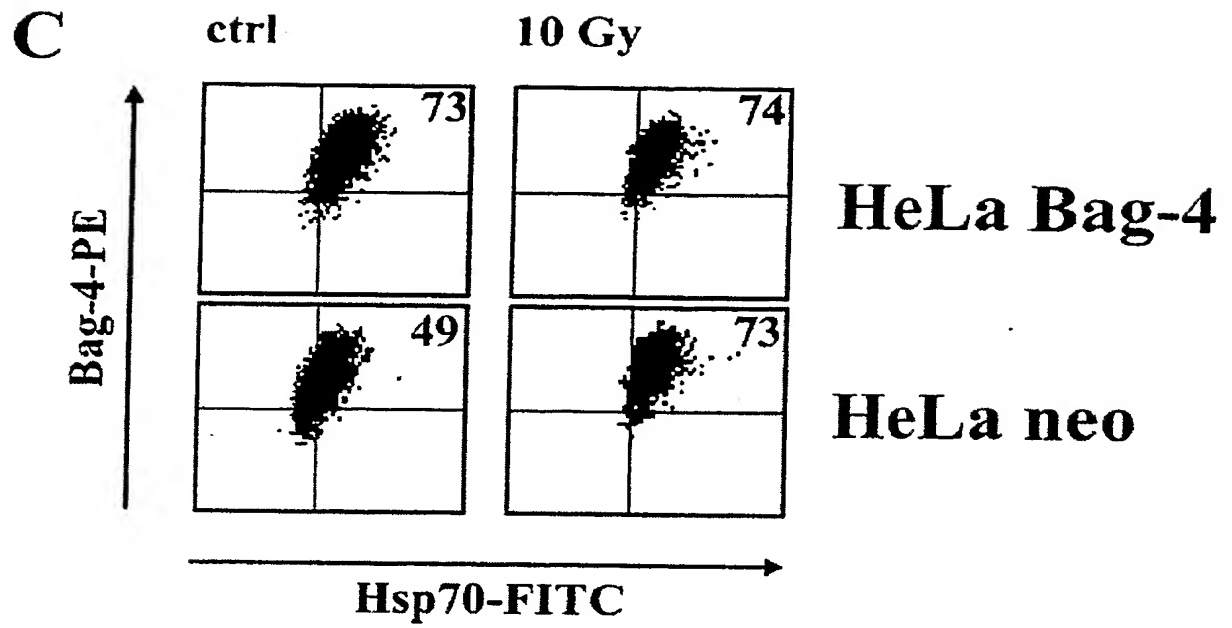 C
ctrl 10 Gy
73 74
HeLa Bag-4
49 73
HeLa neo
Bag-4-PE
Hsp70-FITC